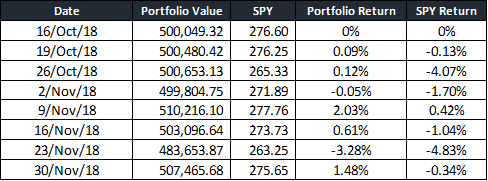 Date Portfolio Value SPY Portfolio Return SPY Return
16/Oct/18 500,049.32 276.60 0% 0%
19/Oct/18 500,480.42 276.25 0.09% -0.13%
26/Oct/18 500,653.13 265.33 0.12% -4.07%
2/Nov/18 499,804.75 271.89 -0.05% -1.70%
9/Nov/18 510,216.10 277.76 2.03% 0.42%
16/Nov/18 503,096.64 273.73 0.61% -1.04%
23/Nov/18 483,653.87 263.25 -3.28% -4.83%
30/Nov/18 507,465.68 275.65 1.48% -0.34%